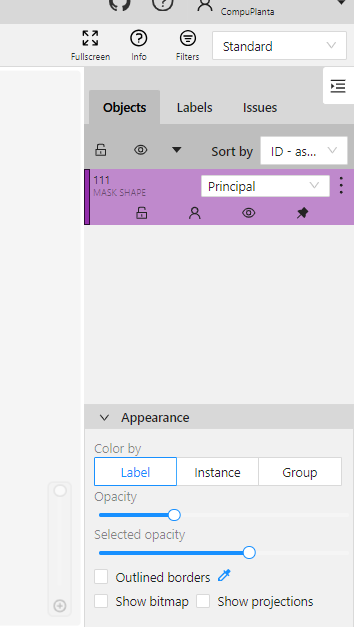 CompuPlanta
Fullscreen Info Filters Standard
Objects Labels Issues
Sort by ID - as...
111 Principal
MASK SHAPE
Appearance
Color by
Label Instance Group
Opacity
Selected opacity
Outlined borders
Show bitmap Show projections